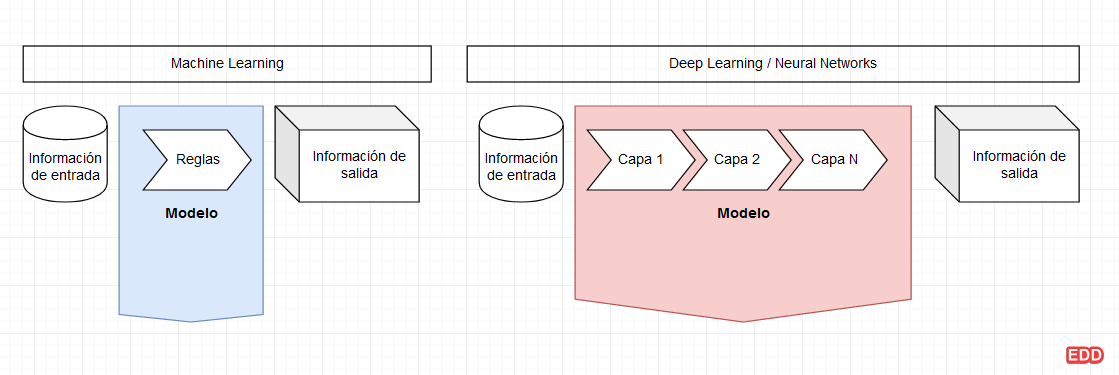 Machine Learning
Información
de entrada
Reglas
Modelo
Información de
salida
Deep Learning / Neural Networks
Información
de entrada
Capa 1
Capa 2
Capa N
Modelo
Información de
salida
EDD